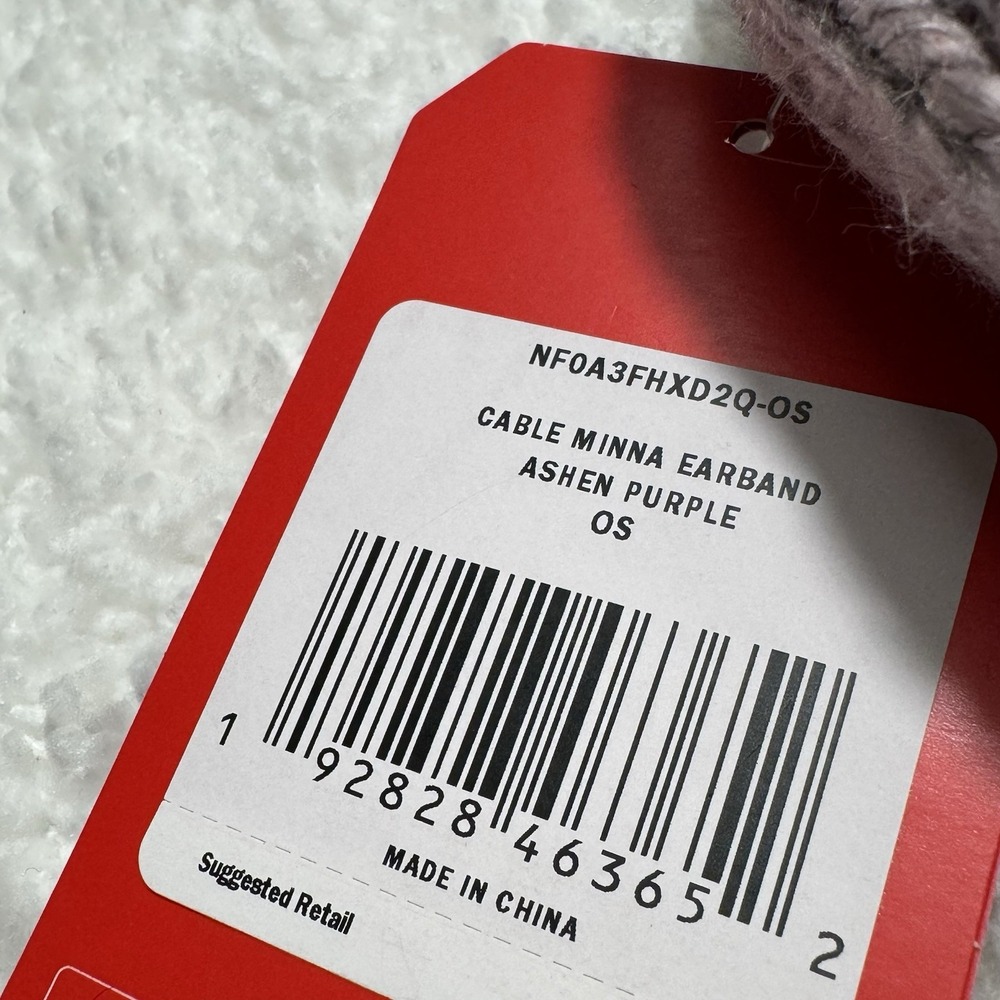 NF0A3FHXD2Q-OS
CABLE MINNA EARBAND
ASHEN PURPLE
OS
1 92828 46365 2
MADE IN CHINA
Suggested Retail